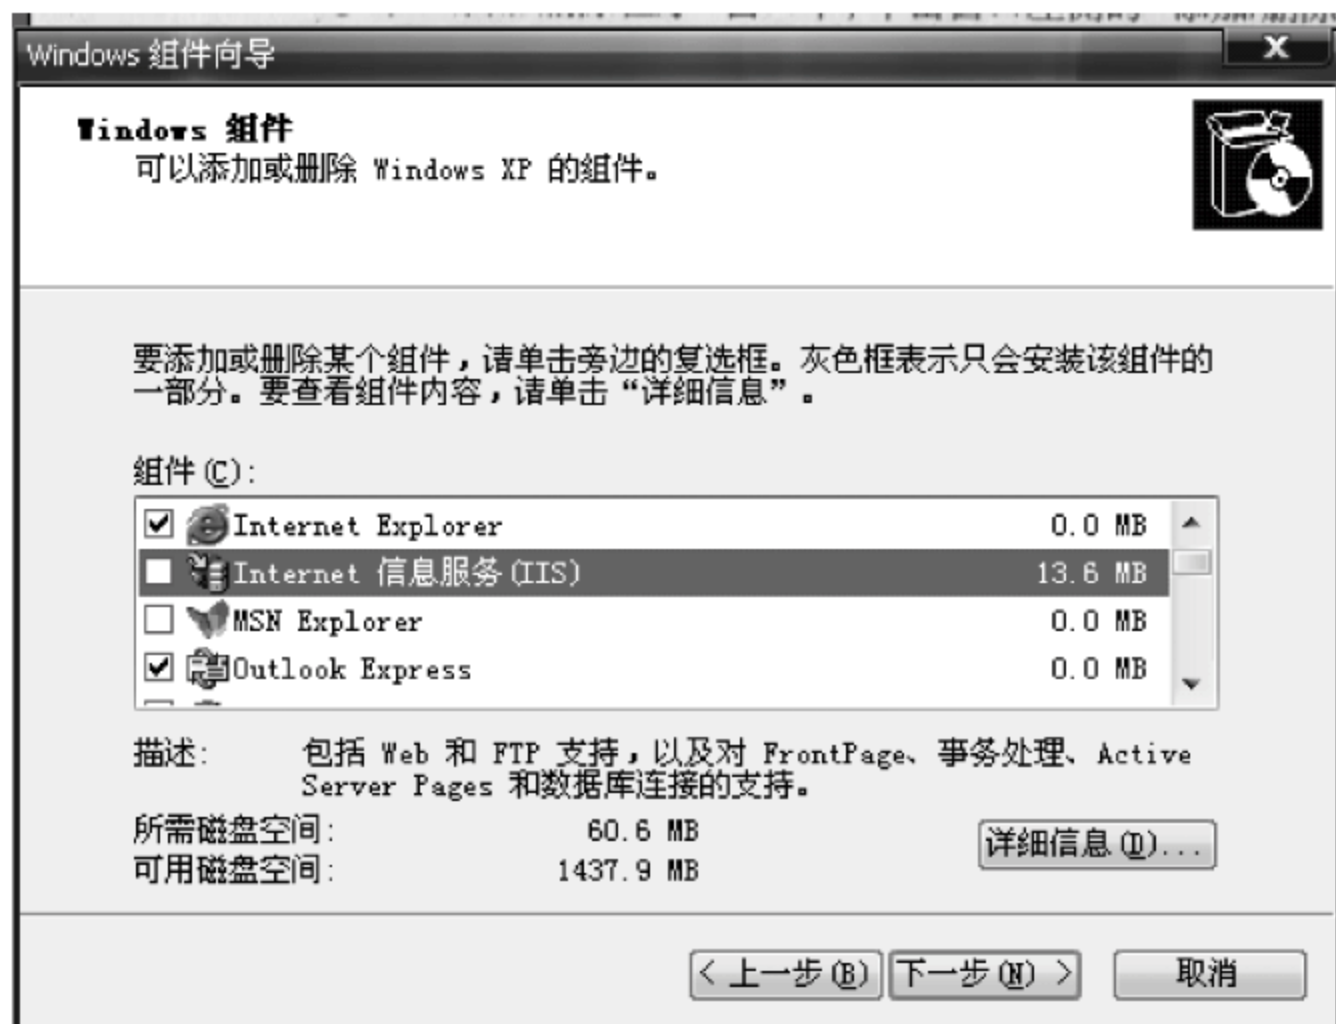 Windows 组件向导
Windows 组件
可以添加或删除 Windows XP 的组件。
要添加或删除某个组件，请单击旁边的复选框。灰色框表示只会安装该组件的
一部分。要查看组件内容，请单击“详细信息”。
组件(C):
Internet Explorer 0.0 MB
Internet 信息服务(IIS) 13.6 MB
MSN Explorer 0.0 MB
Outlook Express 0.0 MB
描述: 包括 Web 和 FTP 支持，以及对 FrontPage、事务处理、Active
Server Pages 和数据库连接的支持。
所需磁盘空间: 60.6 MB
可用磁盘空间: 1437.9 MB
详细信息(D)...
< 上一步(B) 下一步(N) > 取消